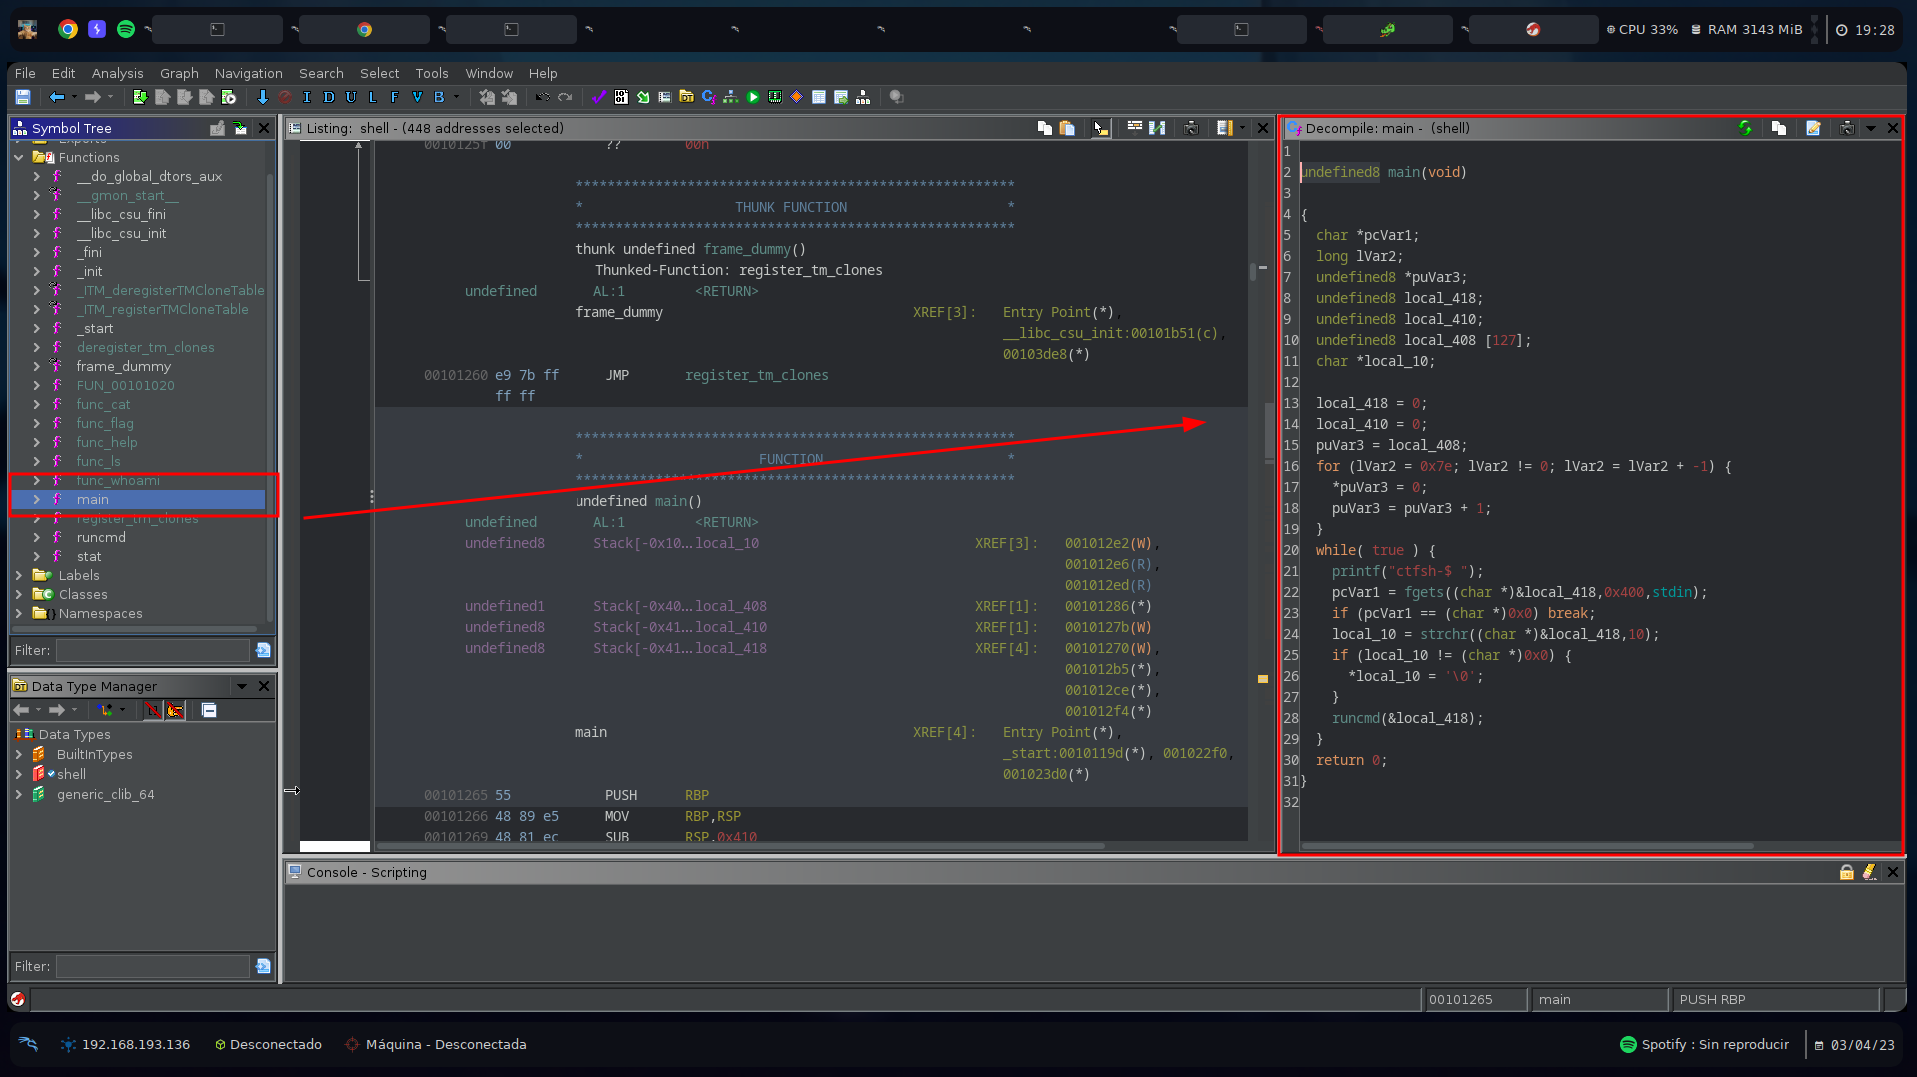 CPU 33%
RAM 3143 MiB
19:28
File Edit Analysis Graph Navigation Search Select Tools Window Help
I D U L F V B
Symbol Tree
Exports
Functions
__do_global_dtors_aux
__gmon_start__
__libc_csu_fini
__libc_csu_init
_fini
_init
_ITM_deregisterTMCloneTable
_ITM_registerTMCloneTable
_start
deregister_tm_clones
frame_dummy
FUN_00101020
func_cat
func_flag
func_help
func_ls
func_whoami
main
register_tm_clones
runcmd
stat
Labels
Classes
Namespaces
Filter:
Data Type Manager
Data Types
BuiltInTypes
shell
generic_clib_64
Filter:
Listing: shell - (448 addresses selected)
0010125f 00 ?? 00h
*******************************************************
* THUNK FUNCTION *
*******************************************************
thunk undefined frame_dummy()
Thunked-Function: register_tm_clones
undefined AL:1 <RETURN>
frame_dummy XREF[3]: Entry Point(*),
__libc_csu_init:00101b51(c),
00103de8(*)
00101260 e9 7b ff JMP register_tm_clones
ff ff
*******************************************************
* FUNCTION *
*******************************************************
undefined main()
undefined AL:1 <RETURN>
undefined8 Stack[-0x10...local_10 XREF[3]: 001012e2(W),
001012e6(R),
001012ed(R)
undefined1 Stack[-0x40...local_408 XREF[1]: 00101286(*)
undefined8 Stack[-0x41...local_410 XREF[1]: 0010127b(W)
undefined8 Stack[-0x41...local_418 XREF[4]: 00101270(W),
001012b5(*),
001012ce(*),
001012f4(*)
main XREF[4]: Entry Point(*),
_start:0010119d(*), 001022f0,
001023d0(*)
00101265 55 PUSH RBP
00101266 48 89 e5 MOV RBP,RSP
00101269 48 81 ec SUB RSP,0x410
Decompile: main - (shell)
1
2 undefined8 main(void)
3
4 {
5 char *pcVar1;
6 long lVar2;
7 undefined8 *puVar3;
8 undefined8 local_418;
9 undefined8 local_410;
10 undefined8 local_408 [127];
11 char *local_10;
12
13 local_418 = 0;
14 local_410 = 0;
15 puVar3 = local_408;
16 for (lVar2 = 0x7e; lVar2 != 0; lVar2 = lVar2 + -1) {
17 *puVar3 = 0;
18 puVar3 = puVar3 + 1;
19 }
20 while( true ) {
21 printf("ctfsh-$ ");
22 pcVar1 = fgets((char *)&local_418,0x400,stdin);
23 if (pcVar1 == (char *)0x0) break;
24 local_10 = strchr((char *)&local_418,10);
25 if (local_10 != (char *)0x0) {
26 *local_10 = '\0';
27 }
28 runcmd(&local_418);
29 }
30 return 0;
31 }
32
Console - Scripting
00101265 main PUSH RBP
192.168.193.136 Desconectado Máquina - Desconectada
Spotify : Sin reproducir
03/04/23